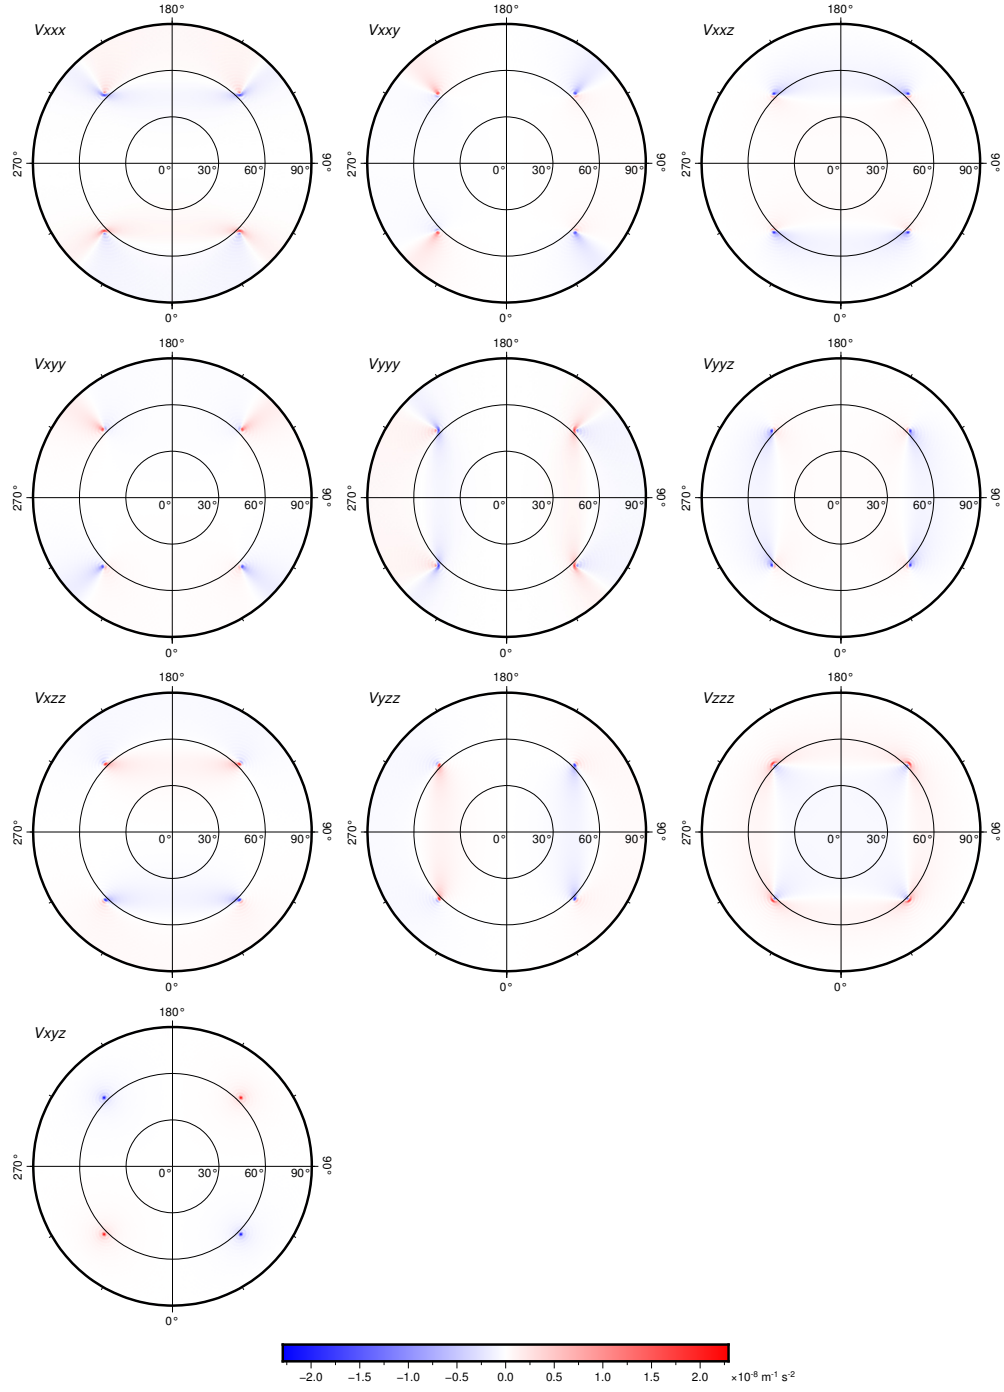 180° 180° 180°
Vxxx Vxxy Vxxz
270° 0° 30° 60° 90° 90° 270° 0° 30° 60° 90° 90° 270° 0° 30° 60° 90° 90°
0° 0° 0°
180° 180° 180°
Vxyy Vyyy Vyyz
270° 0° 30° 60° 90° 90° 270° 0° 30° 60° 90° 90° 270° 0° 30° 60° 90° 90°
0° 0° 0°
180° 180° 180°
Vxzz Vyzz Vzzz
270° 0° 30° 60° 90° 90° 270° 0° 30° 60° 90° 90° 270° 0° 30° 60° 90° 90°
0° 0° 0°
180°
Vxyz
270° 0° 30° 60° 90° 90°
0°
−2.0 −1.5 −1.0 −0.5 0.0 0.5 1.0 1.5 2.0 ×10⁻⁸ m⁻¹ s⁻²